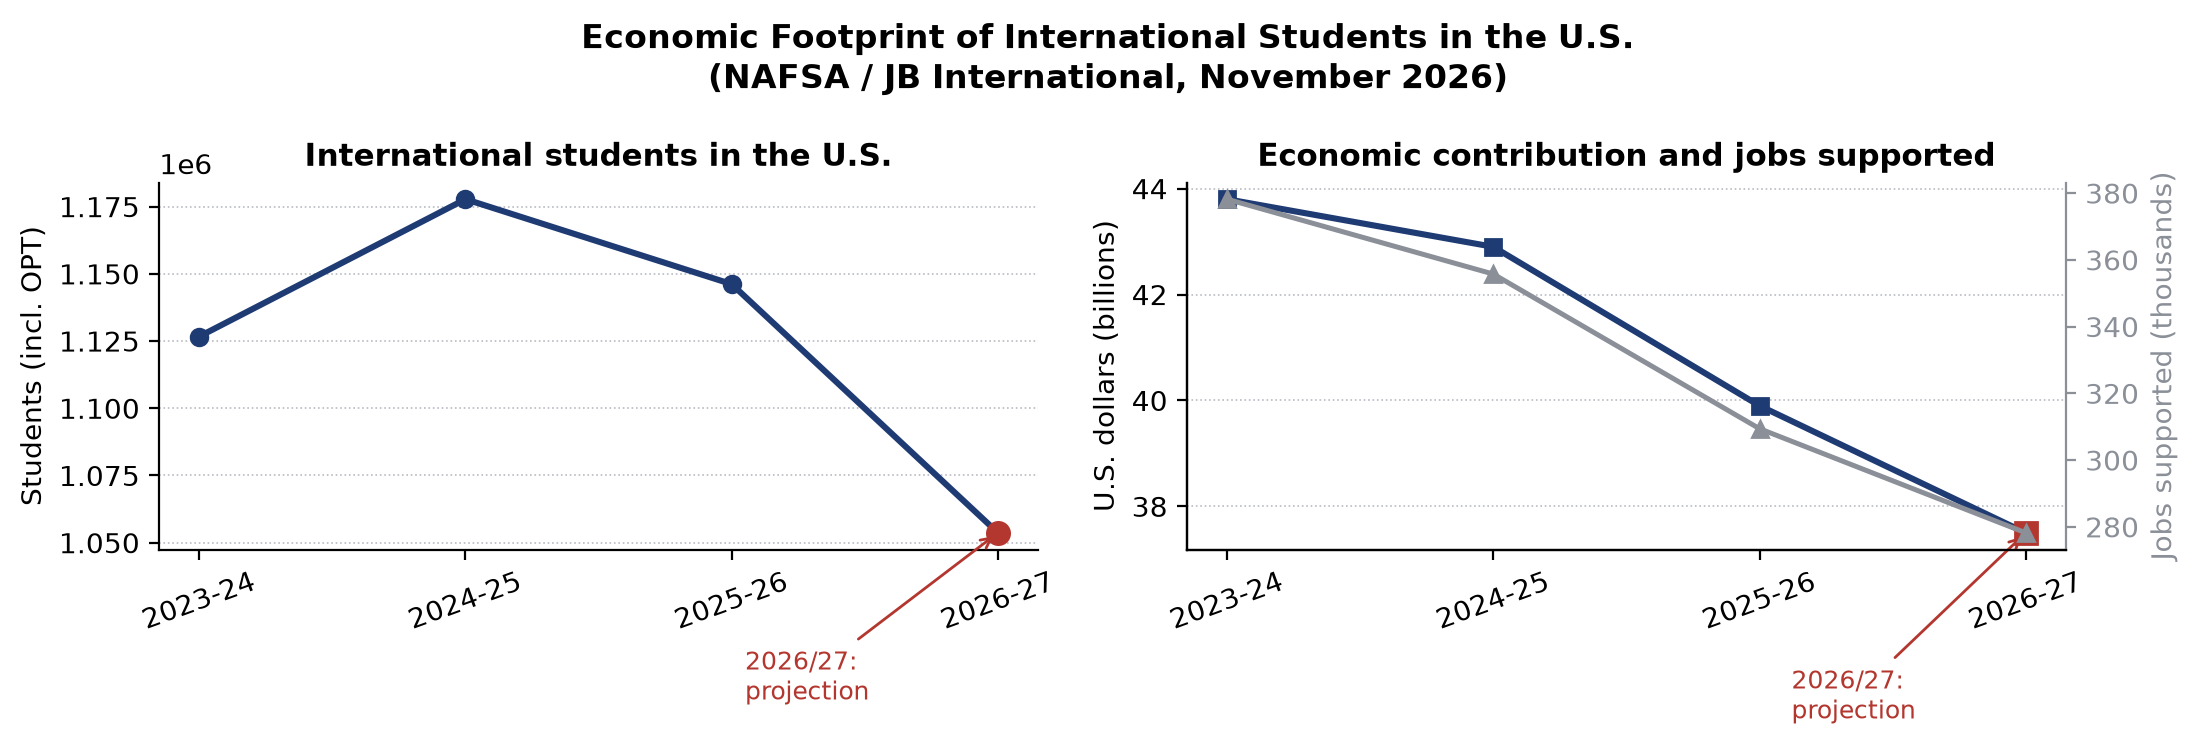 Economic Footprint of International Students in the U.S.
(NAFSA / JB International, November 2026)
International students in the U.S.
1e6
Students (incl. OPT)
1.175
1.150
1.125
1.100
1.075
1.050
2023-24
2024-25
2025-26
2026-27
2026/27:
projection
Economic contribution and jobs supported
U.S. dollars (billions)
44
42
40
38
2023-24
2024-25
2025-26
2026-27
380
360
340
320
300
280
Jobs supported (thousands)
2026/27:
projection